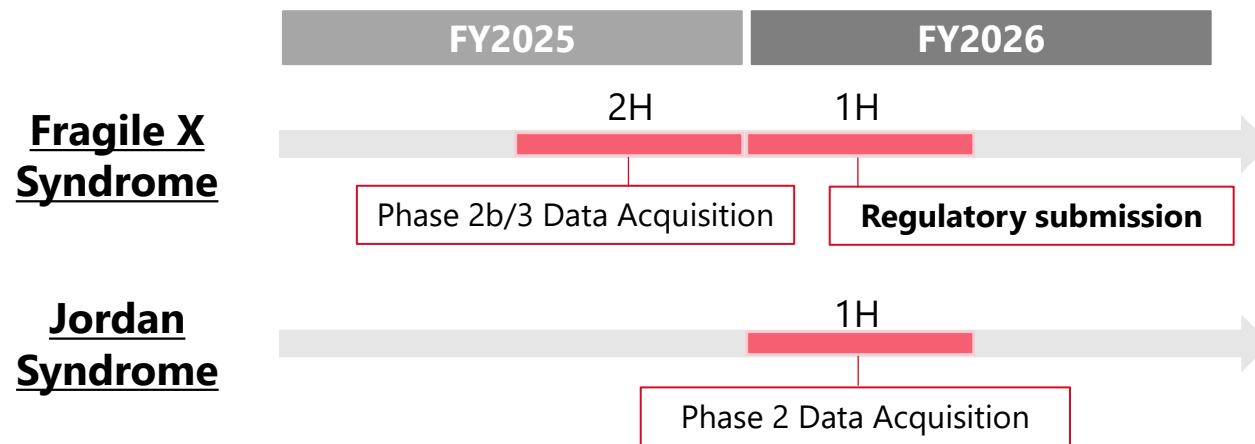 FY2025
FY2026
Fragile X
Syndrome
2H
1H
Phase 2b/3 Data Acquisition
Regulatory submission
Jordan
Syndrome
1H
Phase 2 Data Acquisition